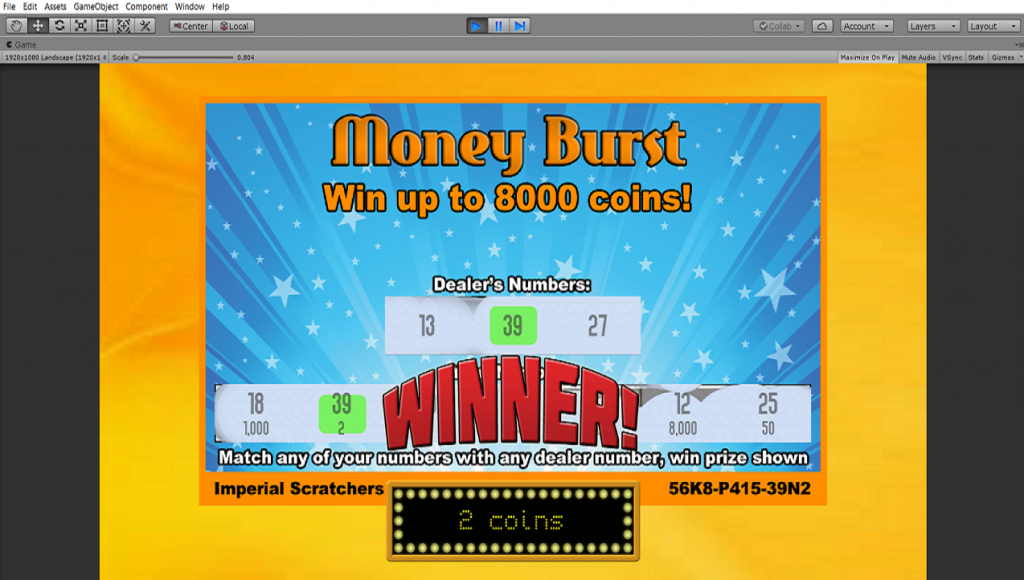 File Edit Assets GameObject Component Window Help
Center Local Collab Account Layers Layout
Game
1920x1080 Landscape (1920x1 Scale 0.804 Maximize On Play Mute Audio VSync Stats Gizmos
Money Burst
Win up to 8000 coins!
Dealer's Numbers:
13 39 27
WINNER!
18 39 12 25
1,000 2 8,000 50
Match any of your numbers with any dealer number, win prize shown
Imperial Scratchers 56K8-P415-39N2
2 coins